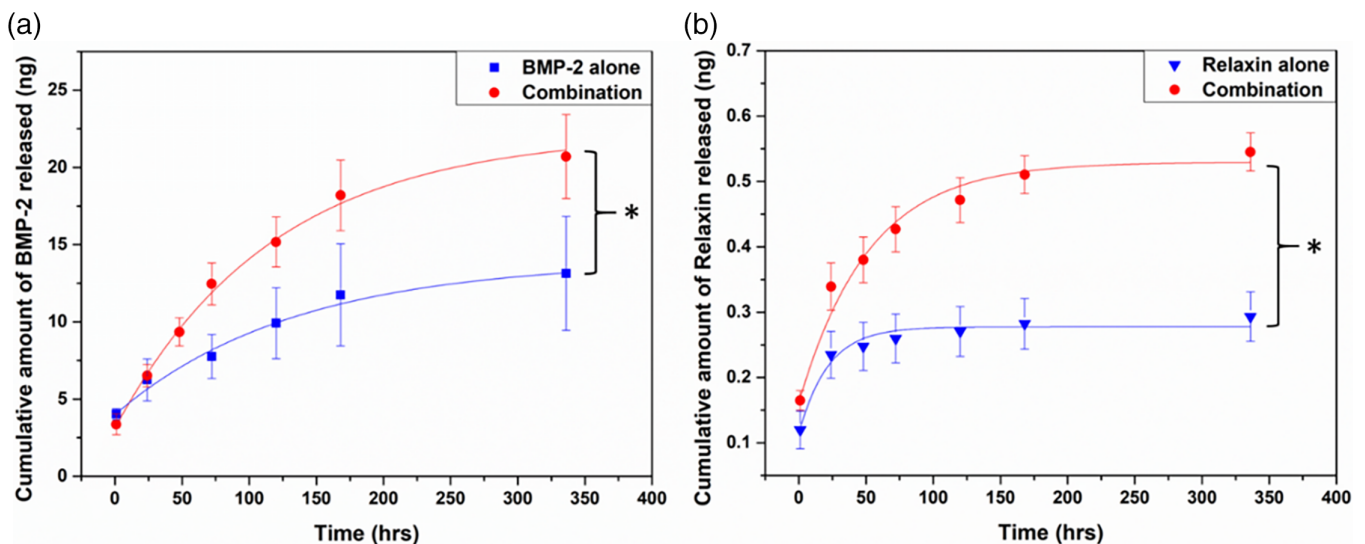 (a)
BMP-2 alone
Combination
Cumulative amount of BMP-2 released (ng)
25
20
15
10
5
0
*
0 50 100 150 200 250 300 350 400
Time (hrs)
(b)
Relaxin alone
Combination
Cumulative amount of Relaxin released (ng)
0.7
0.6
0.5
0.4
0.3
0.2
0.1
*
0 50 100 150 200 250 300 350 400
Time (hrs)